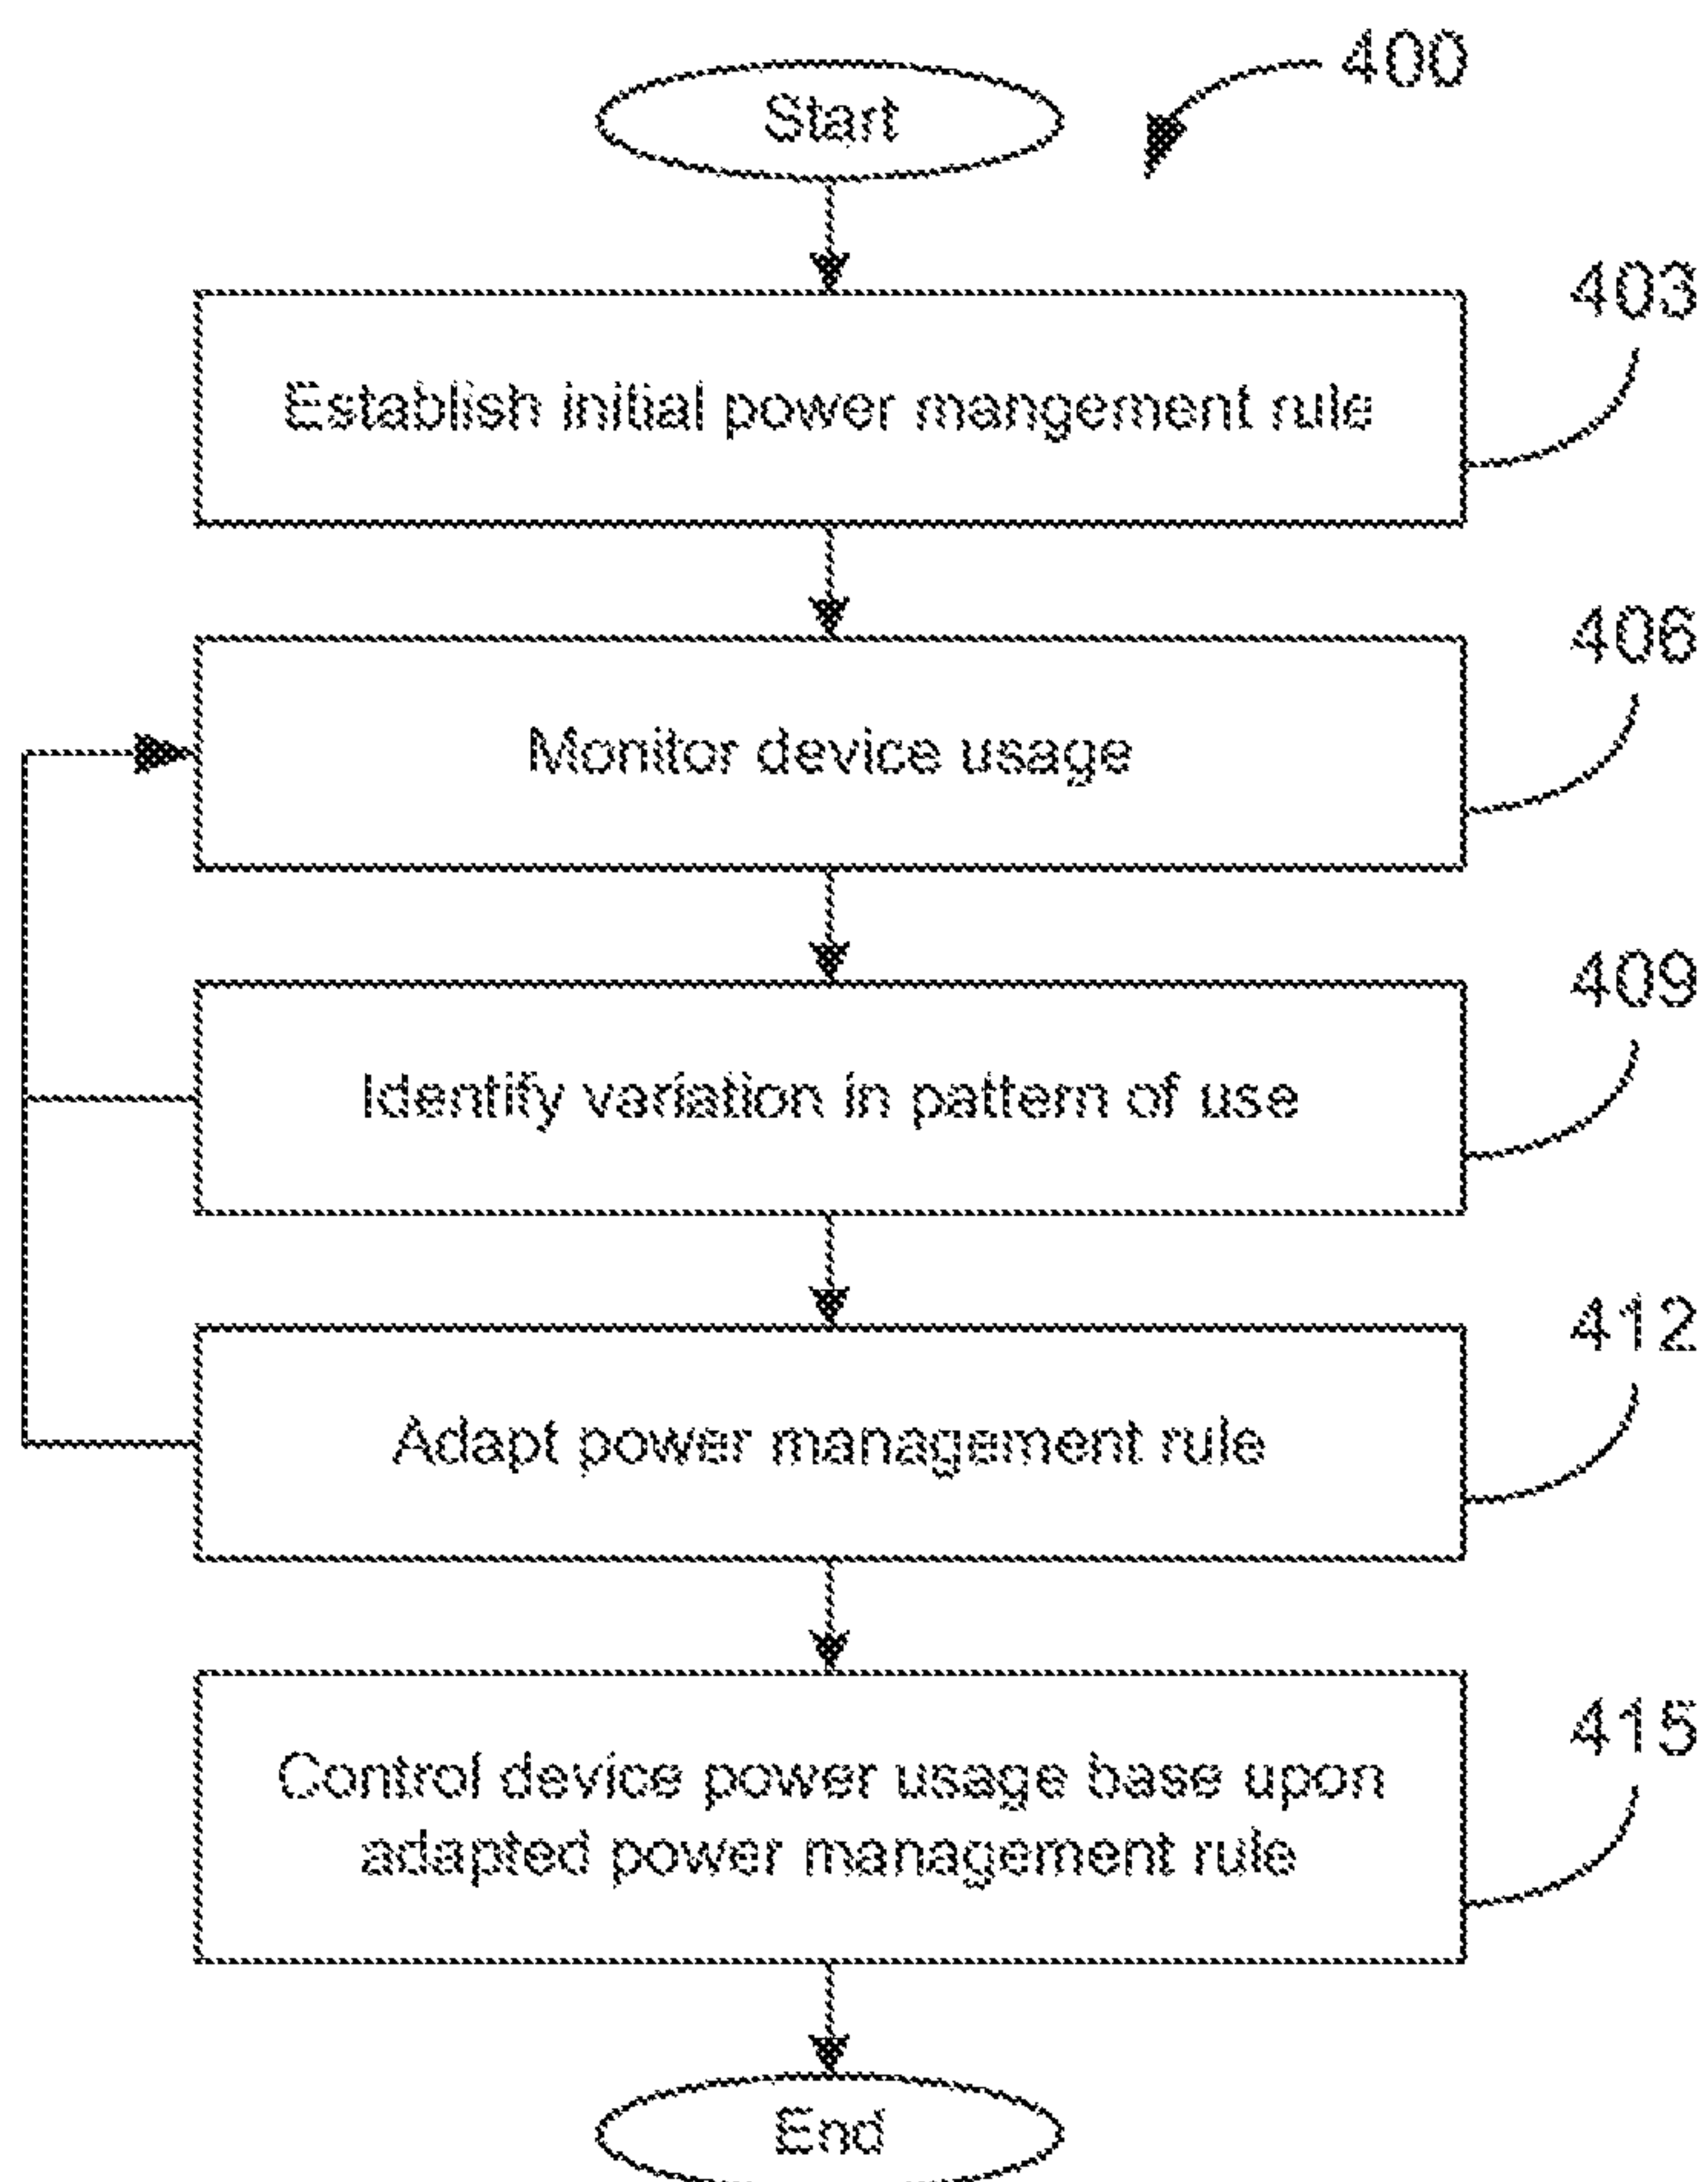 400
Start
403
Establish initial power mangement rule
406
Monitor device usage
409
Identify variation in pattern of use
412
Adapt power management rule
415
Control device power usage base upon
adapted power management rule
End